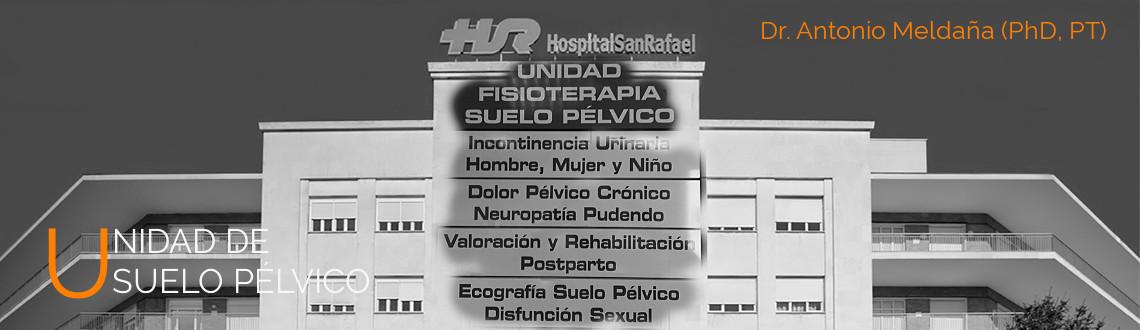 HSR HospitalSanRafael
Dr. Antonio Meldaña (PhD, PT)
UNIDAD
FISIOTERAPIA
SUELO PÉLVICO
Incontinencia Urinaria
Hombre, Mujer y Niño
Dolor Pélvico Crónico
Neuropatía Pudendo
Valoración y Rehabilitación
Postparto
Ecografía Suelo Pélvico
Disfunción Sexual
UNIDAD DE
SUELO PÉLVICO